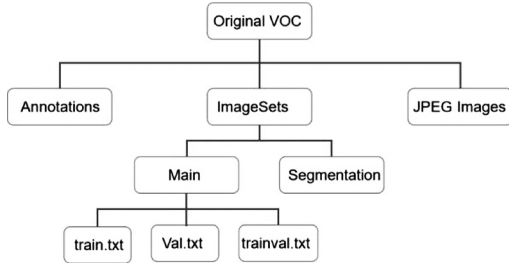 Original VOC
Annotations
ImageSets
JPEG Images
Main
Segmentation
train.txt
Val.txt
trainval.txt